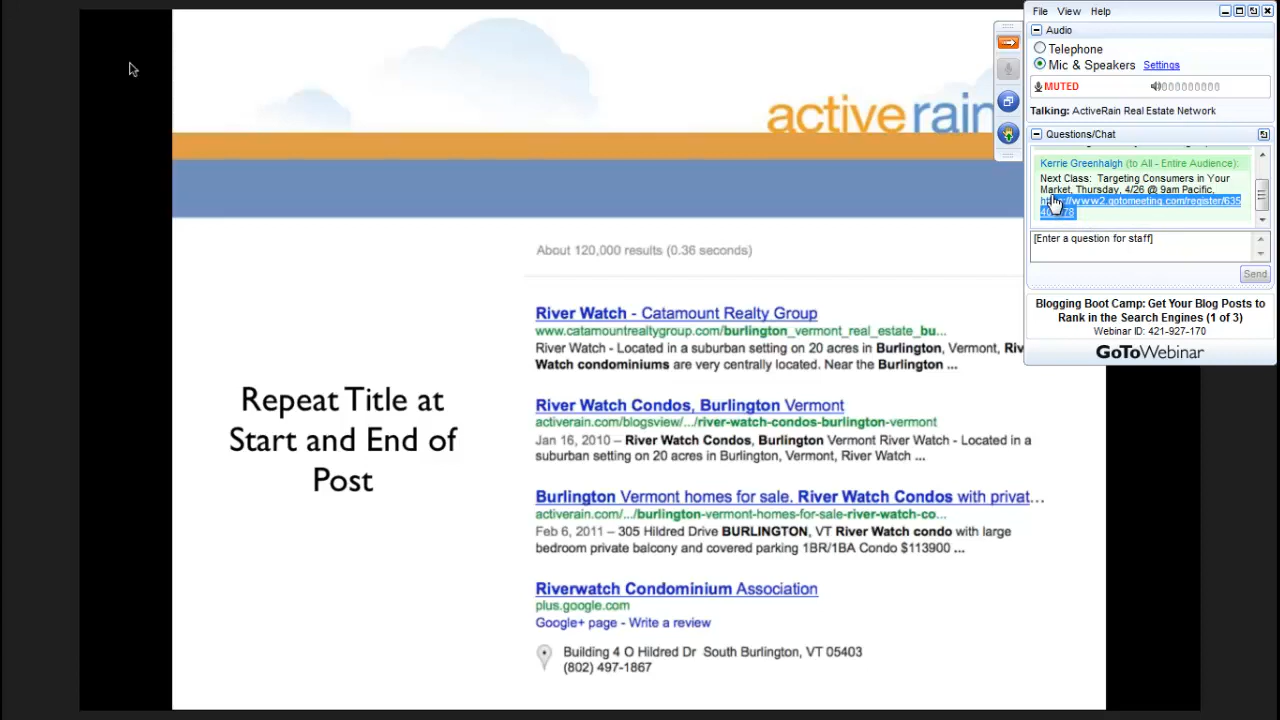 activerain
About 120,000 results (0.36 seconds)
River Watch - Catamount Realty Group
www.catamountrealtygroup.com/burlington_vermont_real_estate_bu...
River Watch - Located in a suburban setting on 20 acres in Burlington, Vermont, Riv
Watch condominiums are very centrally located. Near the Burlington ...
River Watch Condos, Burlington Vermont
activerain.com/blogsview/.../river-watch-condos-burlington-vermont
Jan 16, 2010 – River Watch Condos, Burlington Vermont River Watch - Located in a
suburban setting on 20 acres in Burlington, Vermont, River Watch ...
Burlington Vermont homes for sale. River Watch Condos with privat...
activerain.com/.../burlington-vermont-homes-for-sale-river-watch-co...
Feb 6, 2011 – 305 Hildred Drive BURLINGTON, VT River Watch condo with large
bedroom private balcony and covered parking 1BR/1BA Condo $113900 ...
Riverwatch Condominium Association
plus.google.com
Google+ page - Write a review
Building 4 O Hildred Dr South Burlington, VT 05403
(802) 497-1867
Repeat Title at
Start and End of
Post
File View Help
Audio
Telephone
Mic & Speakers Settings
MUTED
Talking: ActiveRain Real Estate Network
Questions/Chat
Kerrie Greenhalgh (to All - Entire Audience):
Next Class: Targeting Consumers in Your
Market, Thursday, 4/26 @ 9am Pacific,
://www2.gotomeeting.com/register/635
[Enter a question for staff]
Send
Blogging Boot Camp: Get Your Blog Posts to
Rank in the Search Engines (1 of 3)
Webinar ID: 421-927-170
GoToWebinar